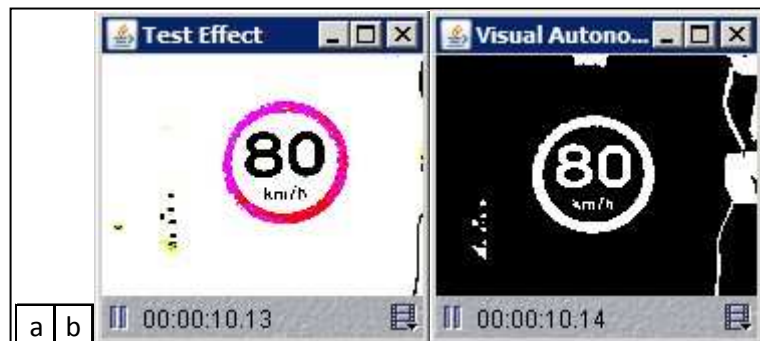 Test Effect
80
km/h
00:00:10.13
Visual Autono...
80
km/h
00:00:10.14
a b